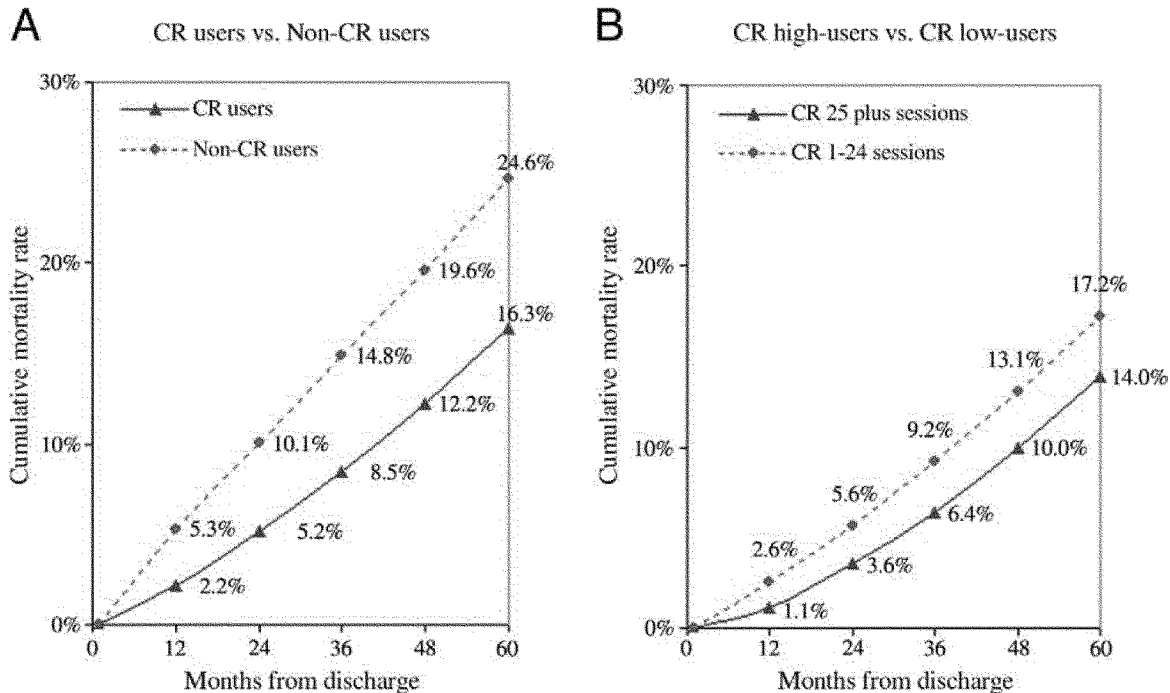 A
CR users vs. Non-CR users
30%
20%
10%
0%
Cumulative mortality rate
CR users
Non-CR users
24.6%
19.6%
16.3%
14.8%
12.2%
10.1%
8.5%
5.3%
5.2%
2.2%
0 12 24 36 48 60
Months from discharge
B
CR high-users vs. CR low-users
30%
20%
10%
0%
Cumulative mortality rate
CR 25 plus sessions
CR 1-24 sessions
17.2%
13.1%
14.0%
9.2%
10.0%
5.6%
6.4%
2.6%
3.6%
1.1%
0 12 24 36 48 60
Months from discharge